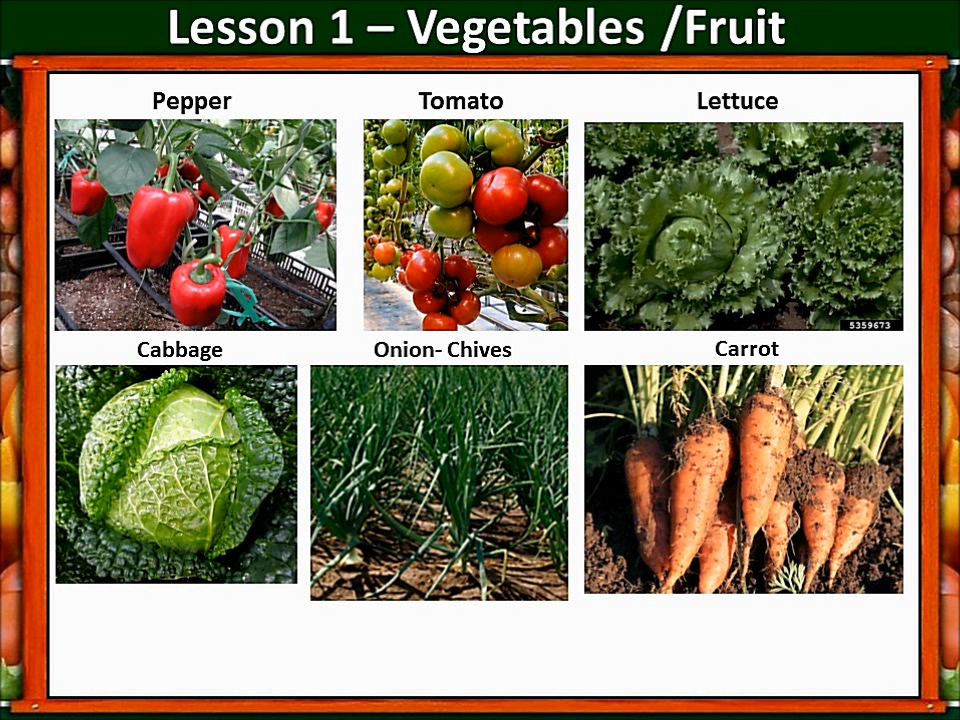 Lesson 1 – Vegetables /Fruit
Pepper
Tomato
Lettuce
5359673
Cabbage
Onion- Chives
Carrot